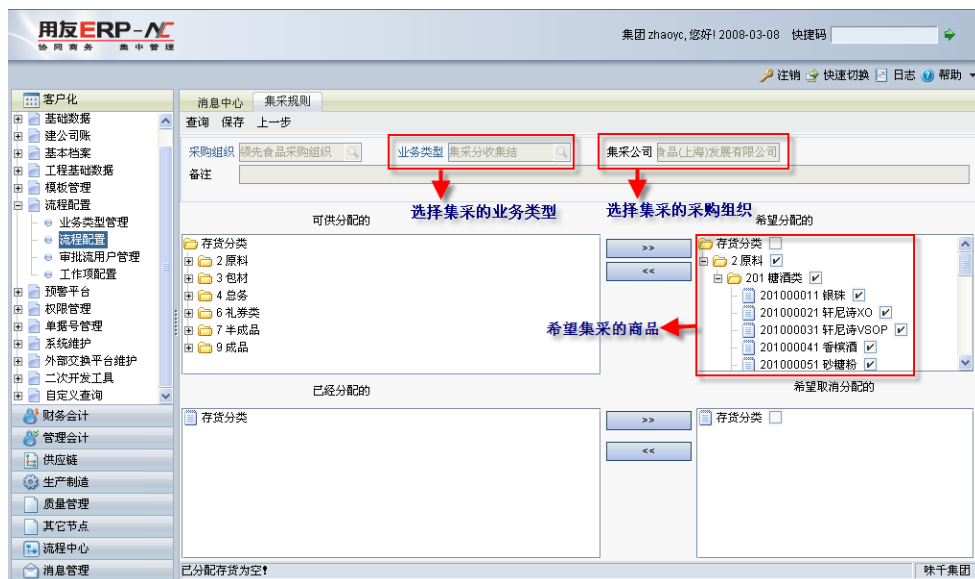 用友ERP-NC
协同商务 集中管理
集团 zhaoyc, 您好! 2008-03-08 快捷码
注销 快速切换 日志 帮助
客户化
基础数据
建公司账
基本档案
工程基础数据
模板管理
流程配置
业务类型管理
流程配置
审批流用户管理
工作项配置
预警平台
权限管理
单据号管理
系统维护
外部交换平台维护
二次开发工具
自定义查询
财务会计
管理会计
供应链
生产制造
质量管理
其它节点
流程中心
消息管理
消息中心 集采规则
查询 保存 上一步
采购组织 领先食品采购组织 业务类型 集采分收集结 集采公司 食品(上海)发展有限公司
备注
选择集采的业务类型 选择集采的采购组织
可供分配的 希望分配的
存货分类
2 原料
3 包材
4 总务
6 礼券类
7 半成品
9 成品
>>
<<
存货分类
2 原料
201 糖酒类
201000011 银珠
201000021 轩尼诗XO
201000031 轩尼诗VSOP
201000041 香槟酒
201000051 砂糖粉
希望集采的商品
已经分配的 希望取消分配的
存货分类
>>
<<
存货分类
已分配存货为空! 味千集团